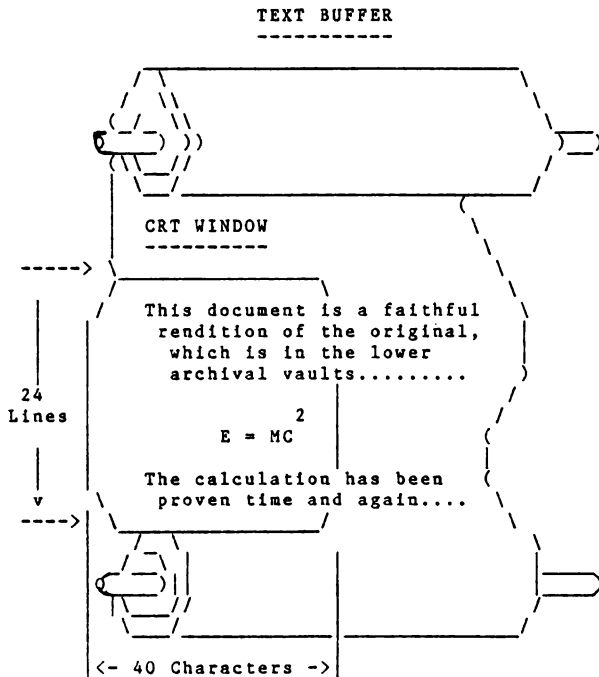 TEXT BUFFER
CRT WINDOW
This document is a faithful
rendition of the original,
which is in the lower
archival vaults.........
24
Lines
2
E = MC
The calculation has been
v
proven time and again....
<- 40 Characters ->